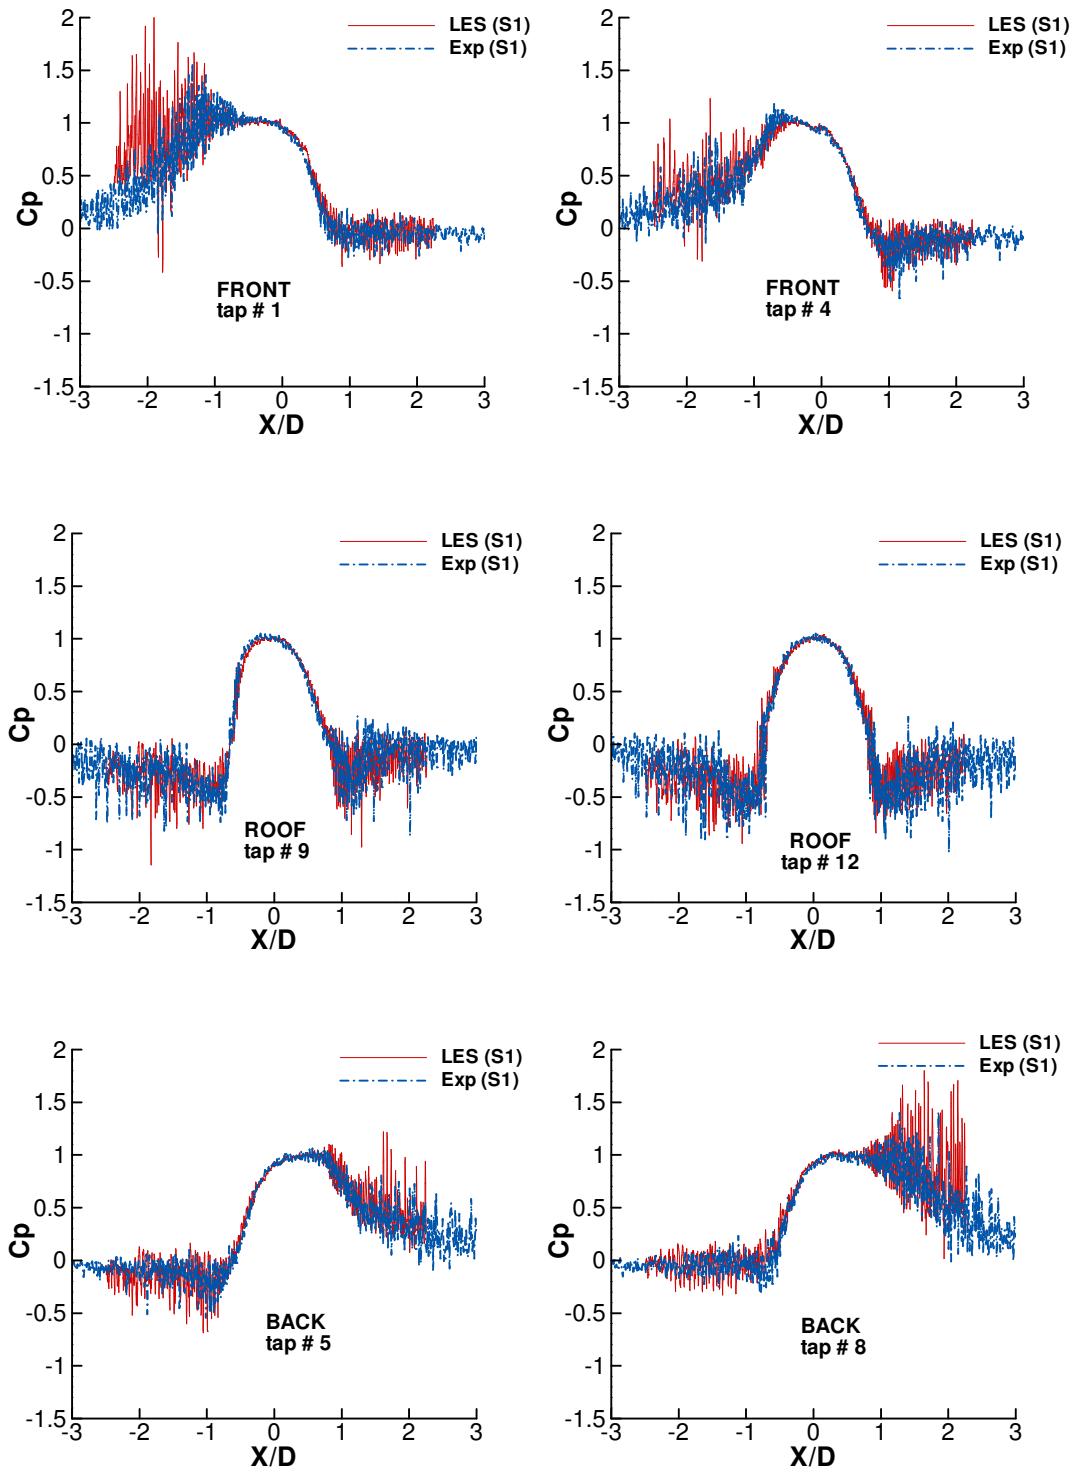 LES (S1)
Exp (S1)
2
1.5
1
0.5
0
-0.5
-1
-1.5
Cp
-3 -2 -1 0 1 2 3
X/D
FRONT
tap # 1
LES (S1)
Exp (S1)
2
1.5
1
0.5
0
-0.5
-1
-1.5
Cp
-3 -2 -1 0 1 2 3
X/D
FRONT
tap # 4
LES (S1)
Exp (S1)
2
1.5
1
0.5
0
-0.5
-1
-1.5
Cp
-3 -2 -1 0 1 2 3
X/D
ROOF
tap # 9
LES (S1)
Exp (S1)
2
1.5
1
0.5
0
-0.5
-1
-1.5
Cp
-3 -2 -1 0 1 2 3
X/D
ROOF
tap # 12
LES (S1)
Exp (S1)
2
1.5
1
0.5
0
-0.5
-1
-1.5
Cp
-3 -2 -1 0 1 2 3
X/D
BACK
tap # 5
LES (S1)
Exp (S1)
2
1.5
1
0.5
0
-0.5
-1
-1.5
Cp
-3 -2 -1 0 1 2 3
X/D
BACK
tap # 8